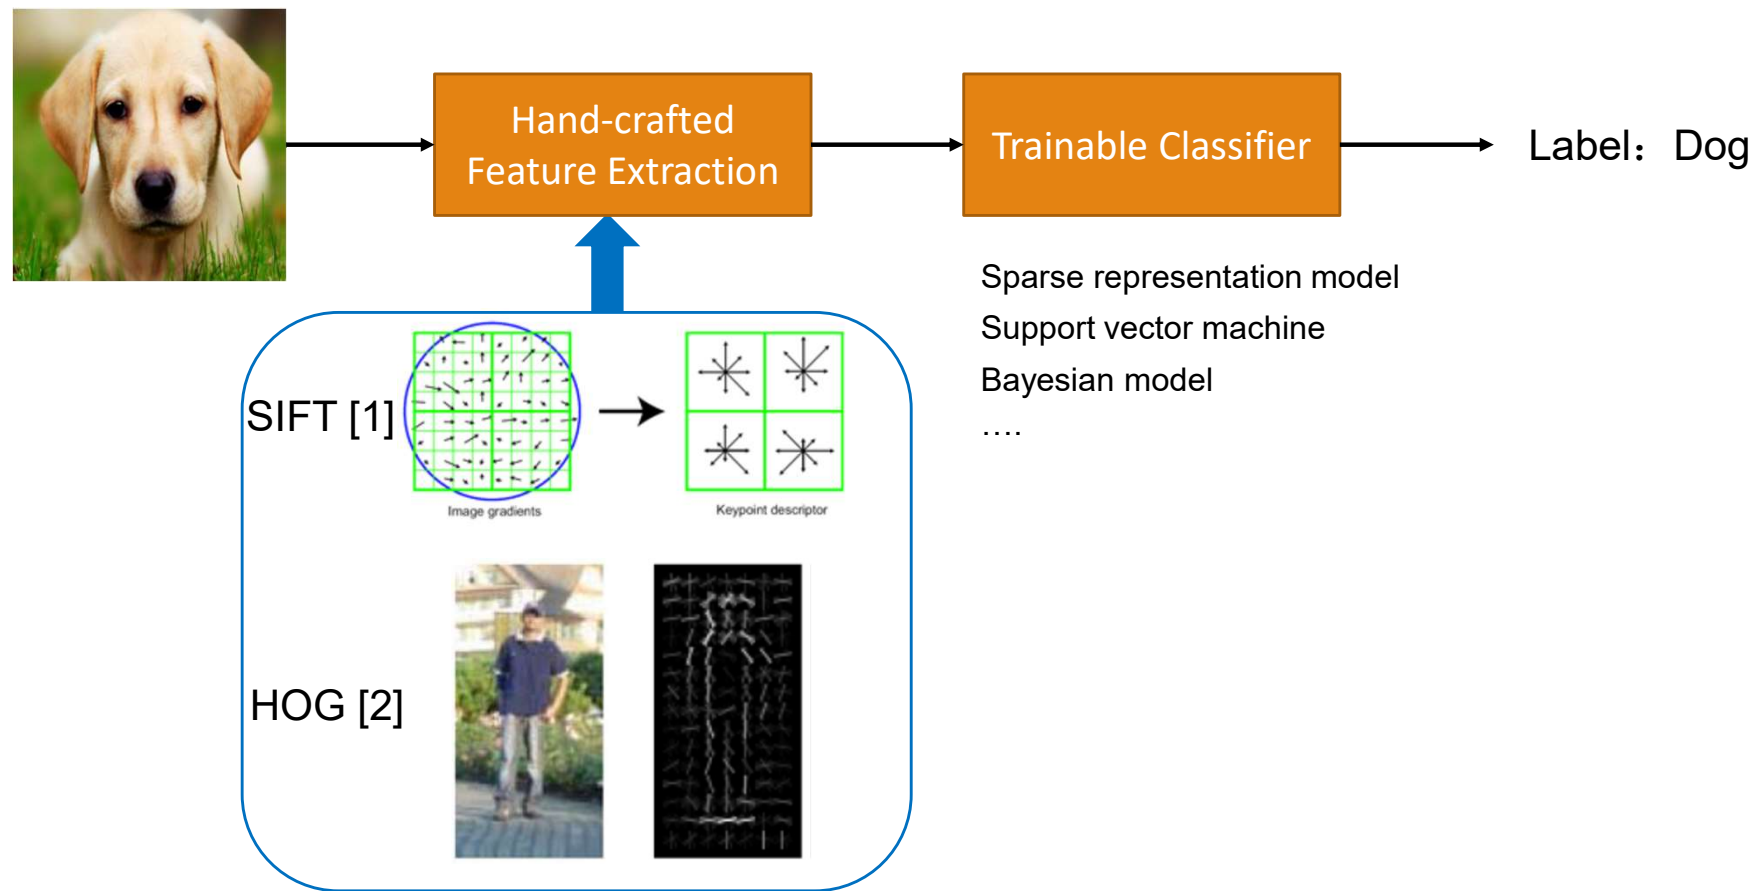 Hand-crafted
Feature Extraction
Trainable Classifier
Label：Dog
Sparse representation model
Support vector machine
Bayesian model
….
SIFT [1]
Image gradients
Keypoint descriptor
HOG [2]